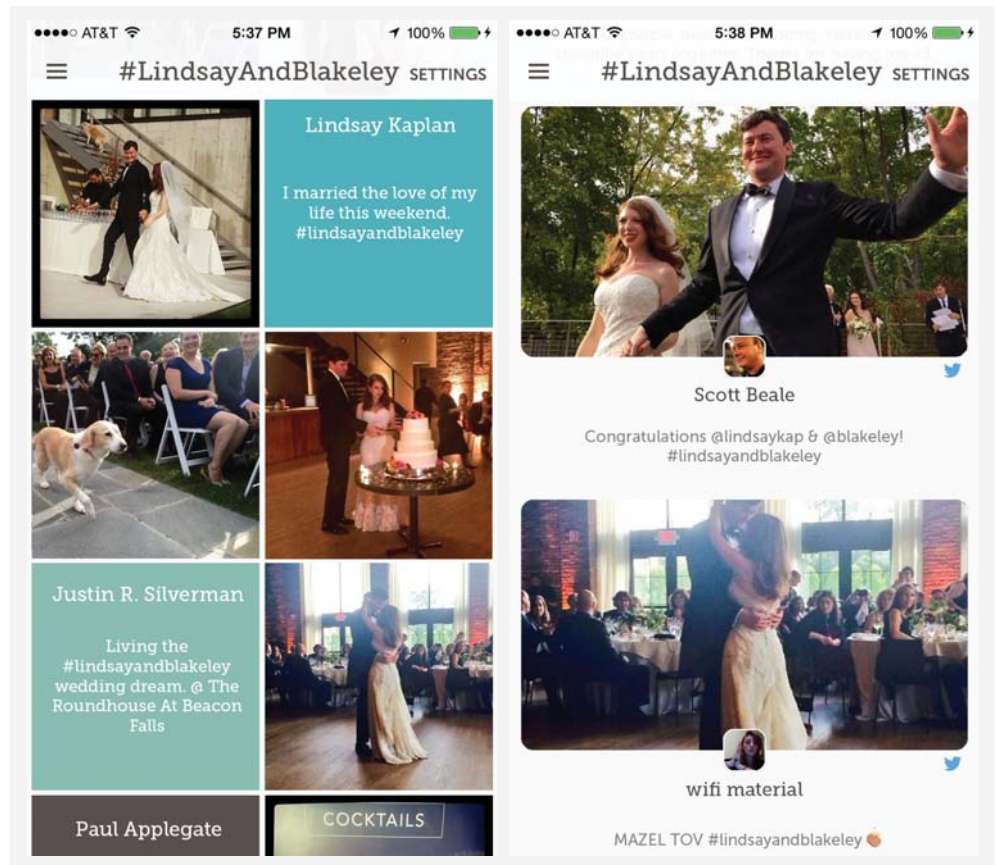 AT&T 5:37 PM 100%
#LindsayAndBlakeley SETTINGS
Lindsay Kaplan
I married the love of my
life this weekend.
#lindsayandblakeley
Justin R. Silverman
Living the
#lindsayandblakeley
wedding dream. @ The
Roundhouse At Beacon
Falls
Paul Applegate
COCKTAILS
AT&T 5:38 PM 100%
#LindsayAndBlakeley SETTINGS
Scott Beale
Congratulations @lindsaykap & @blakeley!
#lindsayandblakeley
wifi material
MAZEL TOV #lindsayandblakeley